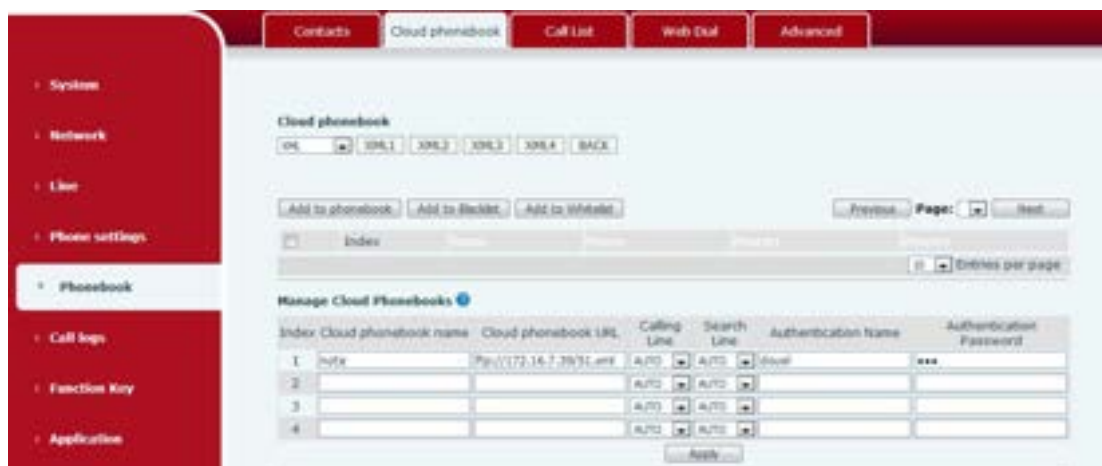 Contacts Cloud phonebook Call List Web Dial Advanced
System
Network
Line
Phone settings
Phonebook
Call logs
Function Key
Application
Cloud phonebook
XML XML1 XML2 XML3 XML4 BACK
Add to phonebook Add to Blacklist Add to Whitelist Previous Page: Next
Index
Entries per page
Manage Cloud Phonebooks
Index Cloud phonebook name Cloud phonebook URL Calling Line Search Line Authentication Name Authentication Password
1 note AUTO AUTO •••
2 AUTO AUTO
3 AUTO AUTO
4 AUTO AUTO
Apply